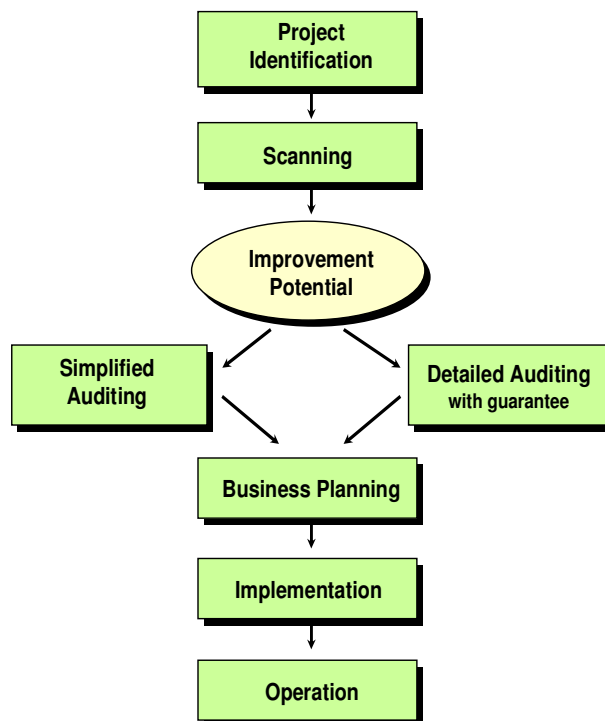 Project
Identification
Scanning
Improvement
Potential
Simplified
Auditing
Detailed Auditing
with guarantee
Business Planning
Implementation
Operation